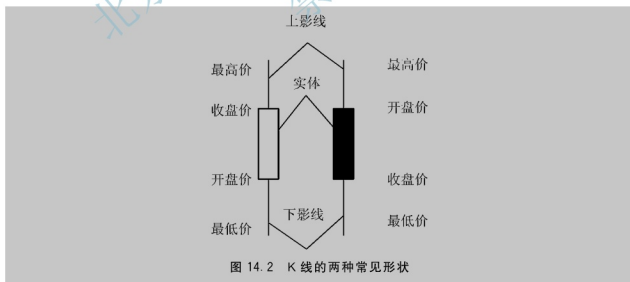 上影线
最高价 最高价
实体
收盘价 开盘价
开盘价 收盘价
下影线
最低价 最低价
图 14.2 K 线的两种常见形状